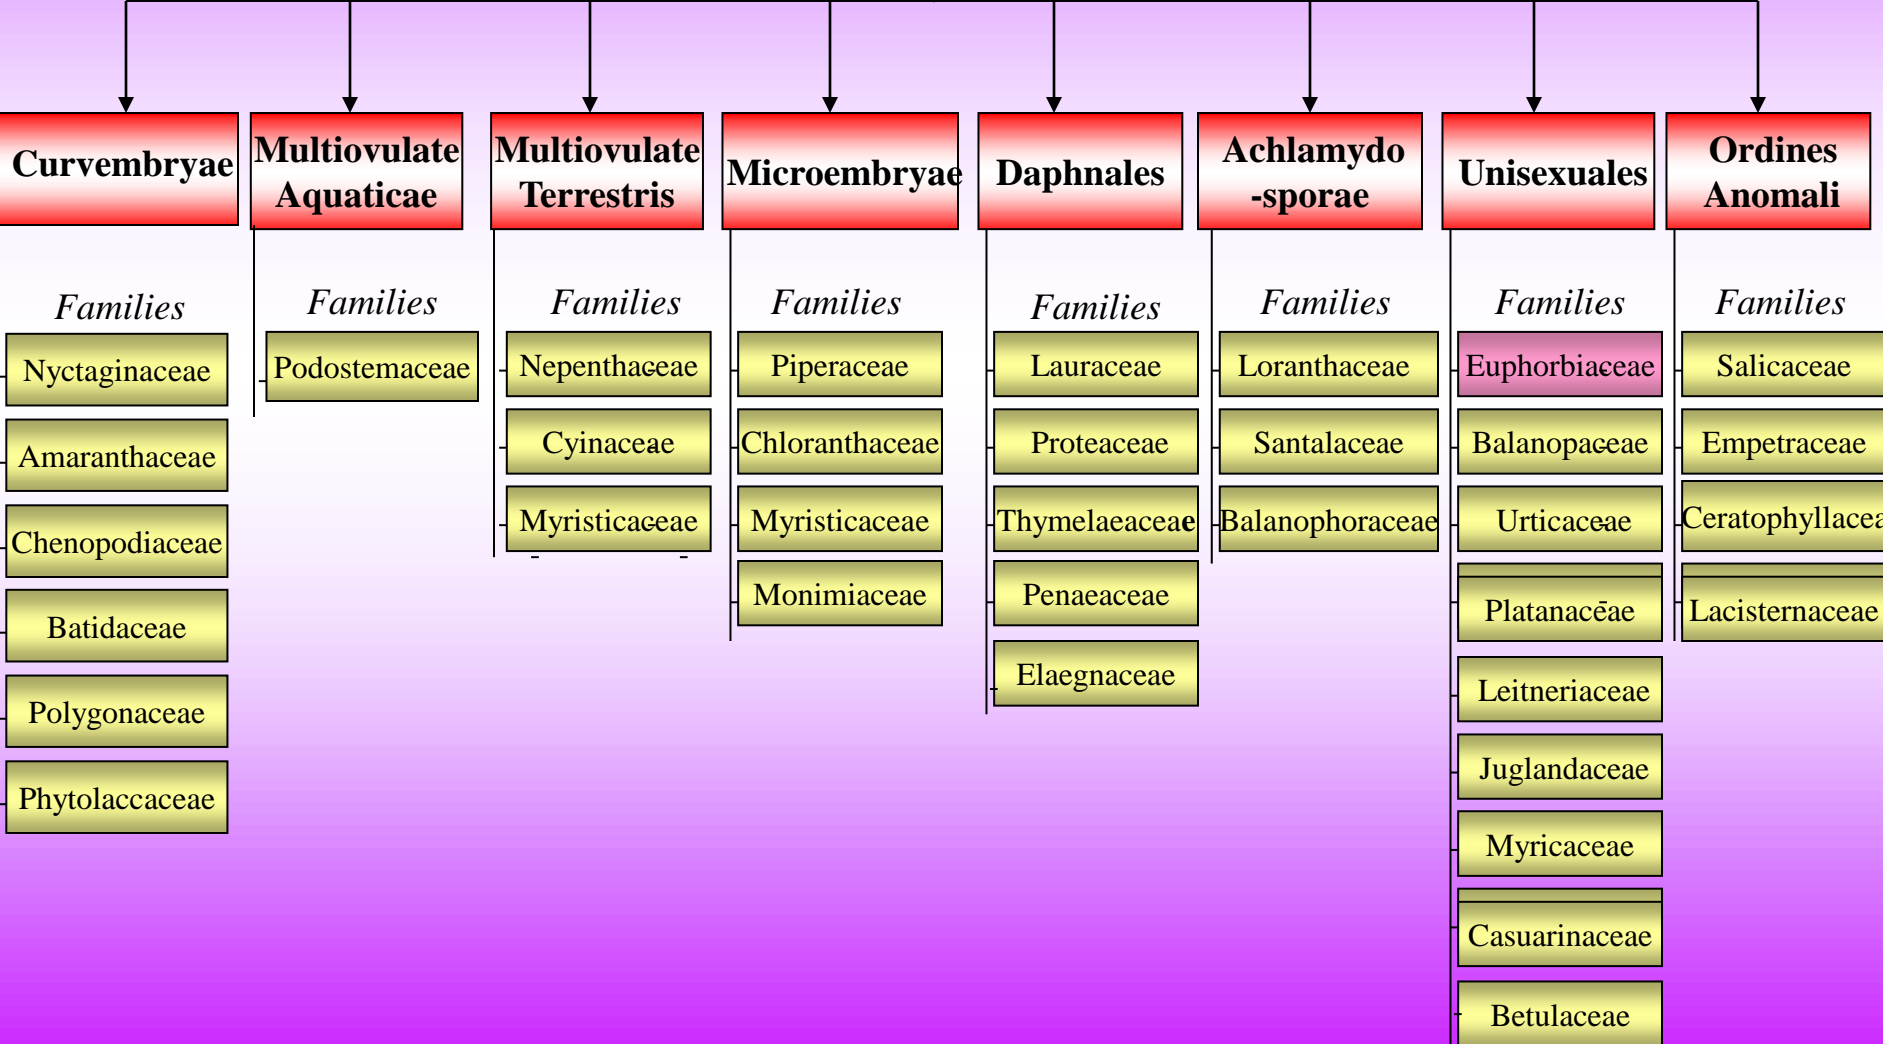 Curvembryae
Multiovulate
Aquaticae
Multiovulate
Terrestris
Microembryae
Daphnales
Achlamydo
-sporae
Unisexuales
Ordines
Anomali
Families
Nyctaginaceae
Amaranthaceae
Chenopodiaceae
Batidaceae
Polygonaceae
Phytolaccaceae
Families
Podostemaceae
Families
Nepenthaceae
Cyinaceae
Myristicaceae
Families
Piperaceae
Chloranthaceae
Myristicaceae
Monimiaceae
Families
Lauraceae
Proteaceae
Thymelaeaceae
Penaeaceae
Elaegnaceae
Families
Loranthaceae
Santalaceae
Balanophoraceae
Families
Euphorbiaceae
Balanopaceae
Urticaceae
Platanaceae
Leitneriaceae
Juglandaceae
Myricaceae
Casuarinaceae
Betulaceae
Families
Salicaceae
Empetraceae
Ceratophyllacea
Lacisternaceae